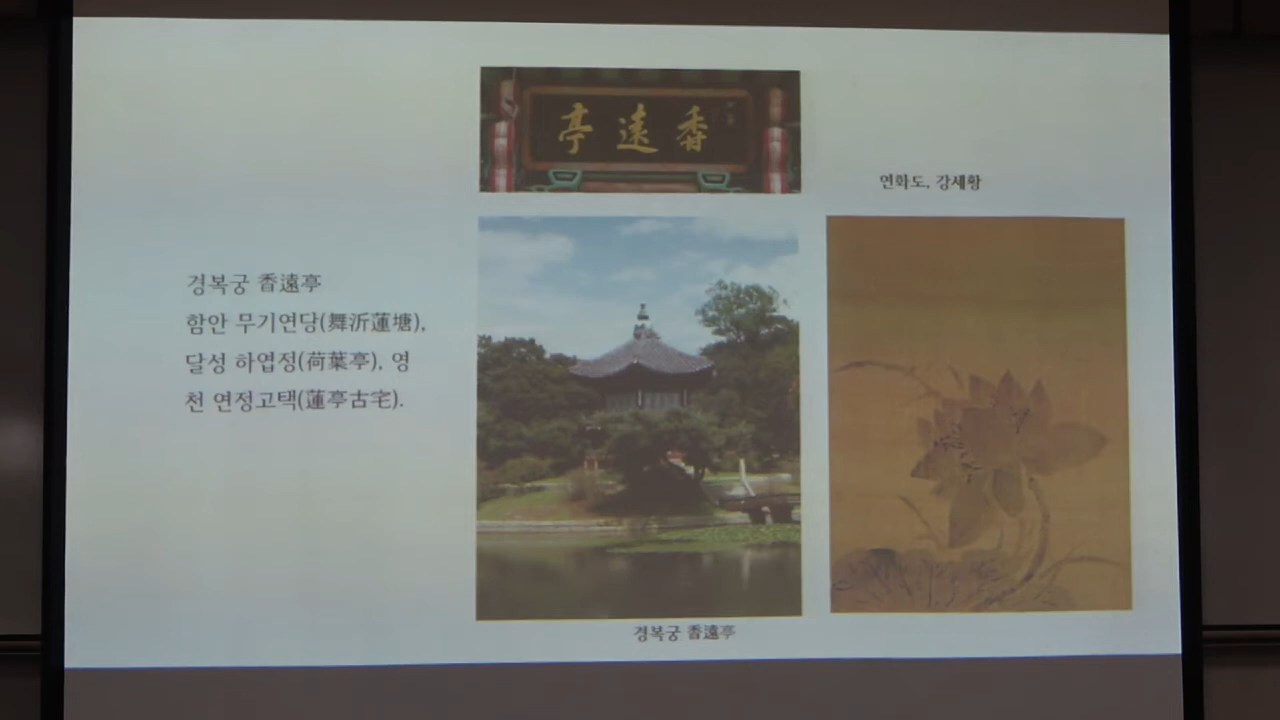 亭遠香
연화도, 강세황
경복궁 香遠亭
함안 무기연당(舞沂蓮塘),
달성 하엽정(荷葉亭), 영
천 연정고택(蓮亭古宅).
경복궁 香遠亭